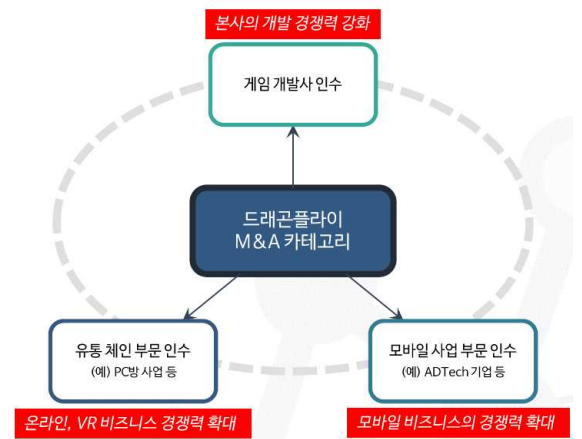 본사의 개발 경쟁력 강화
게임 개발사 인수
드래곤플라이
M&A 카테고리
유통 체인 부문 인수
(예) PC방 사업 등
온라인, VR 비즈니스 경쟁력 확대
모바일 사업 부문 인수
(예) ADTech 기업 등
모바일 비즈니스의 경쟁력 확대